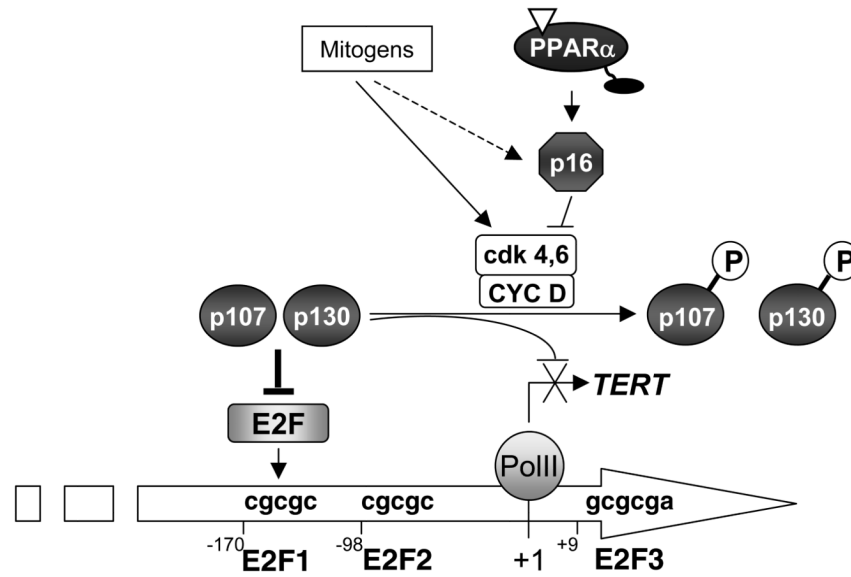 Mitogens
PPARα
p16
cdk 4,6
CYC D
p107 p130
P P
p107 p130
TERT
E2F
PolII
cgcgc cgcgc gcgcga
-170 E2F1 -98 E2F2 +1 +9 E2F3